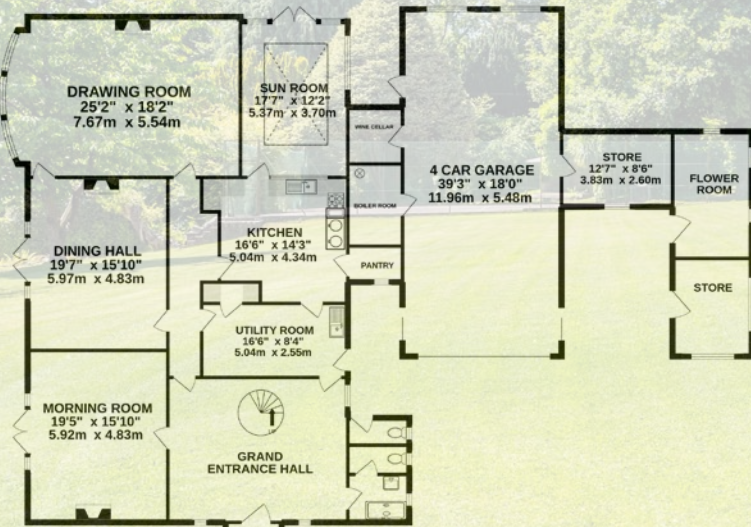 DRAWING ROOM
25'2" x 18'2"
7.67m x 5.54m
SUN ROOM
17'7" x 12'2"
5.37m x 3.70m
WINE CELLAR
BOILER ROOM
4 CAR GARAGE
39'3" x 18'0"
11.96m x 5.48m
STORE
12'7" x 8'6"
3.83m x 2.60m
FLOWER
ROOM
DINING HALL
19'7" x 15'10"
5.97m x 4.83m
KITCHEN
16'6" x 14'3"
5.04m x 4.34m
PANTRY
STORE
UTILITY ROOM
16'6" x 8'4"
5.04m x 2.55m
MORNING ROOM
19'5" x 15'10"
5.92m x 4.83m
GRAND
ENTRANCE HALL